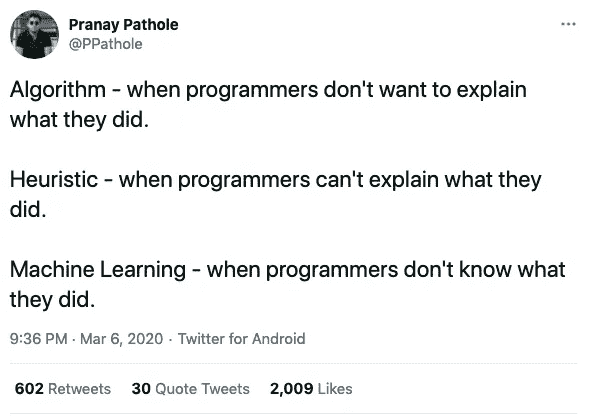 Pranay Pathole
@PPathole
Algorithm - when programmers don't want to explain
what they did.
Heuristic - when programmers can't explain what they
did.
Machine Learning - when programmers don't know what
they did.
9:36 PM · Mar 6, 2020 · Twitter for Android
602 Retweets 30 Quote Tweets 2,009 Likes